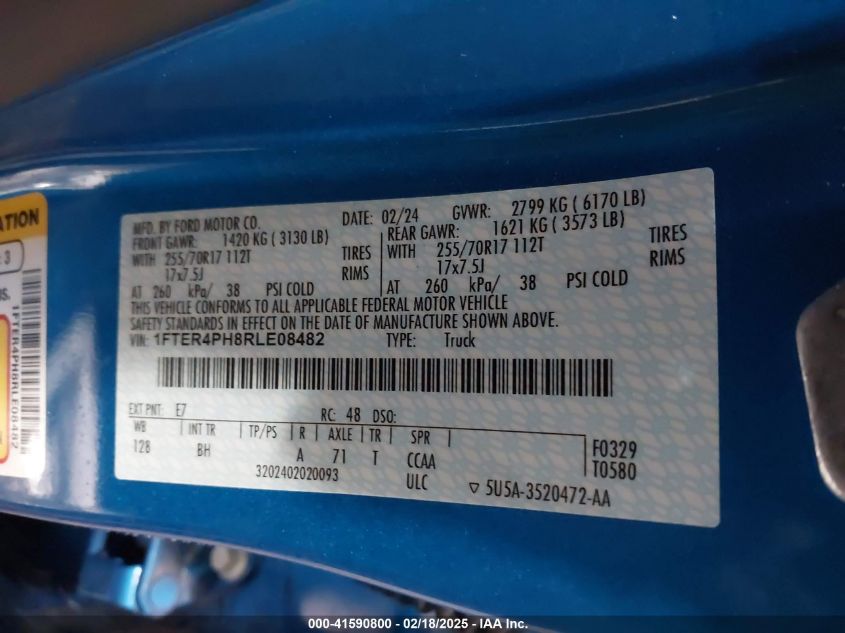 ATION
: 3
OS.
1FTER4PH8RLE08482
MFD. BY FORD MOTOR CO. DATE: 02/24 GVWR: 2799 KG ( 6170 LB)
FRONT GAWR: 1420 KG ( 3130 LB) REAR GAWR: 1621 KG ( 3573 LB)
WITH 255/70R17 112T TIRES WITH 255/70R17 112T TIRES
17x7.5J RIMS 17x7.5J RIMS
AT 260 kPa/ 38 PSI COLD AT 260 kPa/ 38 PSI COLD
THIS VEHICLE CONFORMS TO ALL APPLICABLE FEDERAL MOTOR VEHICLE
SAFETY STANDARDS IN EFFECT ON THE DATE OF MANUFACTURE SHOWN ABOVE.
VIN: 1FTER4PH8RLE08482 TYPE: Truck
EXT PNT: E7 RC: 48 DSO:
WB INT TR TP/PS R AXLE TR SPR
128 BH A 71 T CCAA
ULC
F0329
T0580
3202402020093
▽ 5U5A-3520472-AA
000-41590800 - 02/18/2025 - IAA Inc.